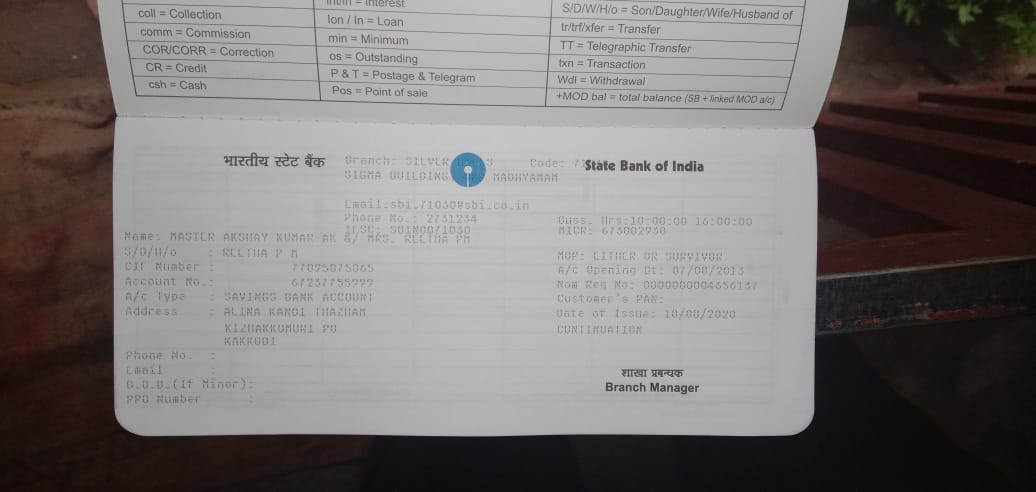 int/in = Interest
S/D/W/H/o = Son/Daughter/Wife/Husband of
coll = Collection
lon / ln = Loan
tr/trf/xfer = Transfer
comm = Commission
min = Minimum
TT = Telegraphic Transfer
COR/CORR = Correction
os = Outstanding
txn = Transaction
CR = Credit
P & T = Postage & Telegram
Wdl = Withdrawal
csh = Cash
Pos = Point of sale
+MOD bal = total balance (SB + linked MOD a/c)
भारतीय स्टेट बैंक
Branch: SILVER Code:
State Bank of India
SIGMA BUILDING MADHYAMAM
Email:sbi.71030@sbi.co.in
Phone No.: 2731234
Buss. Hrs:10:00:00 16:00:00
IFSC: SBIN0071030
MICR: 673002930
Name: MASTER AKSHAY KUMAR AK &/ MRS. REETHA PM
S/D/H/o : REETHA P M
MOP: EITHER OR SURVIVOR
CIF Number : 77095075065
A/c Opening Dt: 07/08/2013
Account No.: 67237755999
Nom Reg No: 0000000004656137
A/c Type : SAVINGS BANK ACCOUNT
Customer's PAN:
Address : ALINA KANDI THAZHAM
Date of Issue: 10/08/2020
KIZHAKKUMURI PO
CONTINUATION
KAKKODI
Phone No. :
Email :
D.O.B.(If Minor):
PPO Number :
शाखा प्रबन्धक
Branch Manager